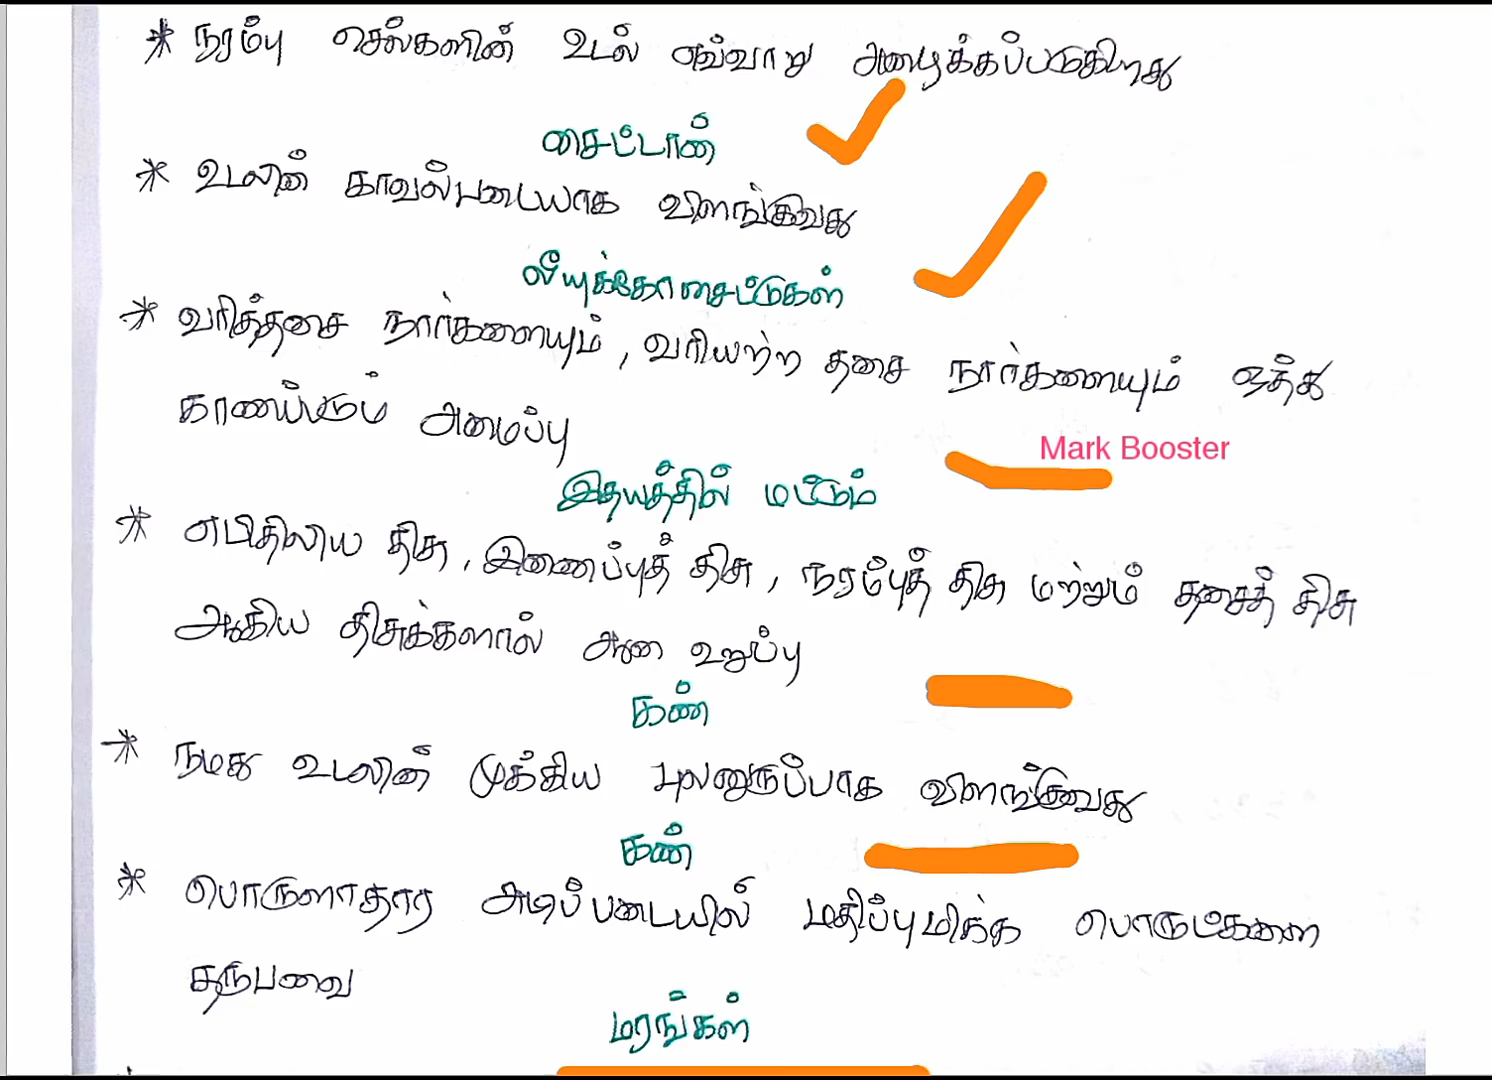 * நரம்பு செல்களின் உடல் எவ்வாறு அழைக்கப்படுகிறது
சைட்டான்
* உடலின் காவல்படையாக விளங்குவது
லீயுக்கோசைட்டுகள்
* வரித்தசை நார்களையும், வரியற்ற தசை நார்களையும் ஒத்து
காணப்படும் அமைப்பு
Mark Booster
இதயத்தில் மட்டும்
* எபிதிலிய திசு, இணைப்புத் திசு, நரம்புத் திசு மற்றும் தசைத் திசு
ஆகிய திசுக்களால் ஆன உறுப்பு
கண்
* நமது உடலின் முக்கிய புலனுருப்பாக விளங்குவது
கண்
* பொருளாதார அடிப்படையில் மதிப்புமிக்க பொருட்களை
தருபவை
மரங்கள்